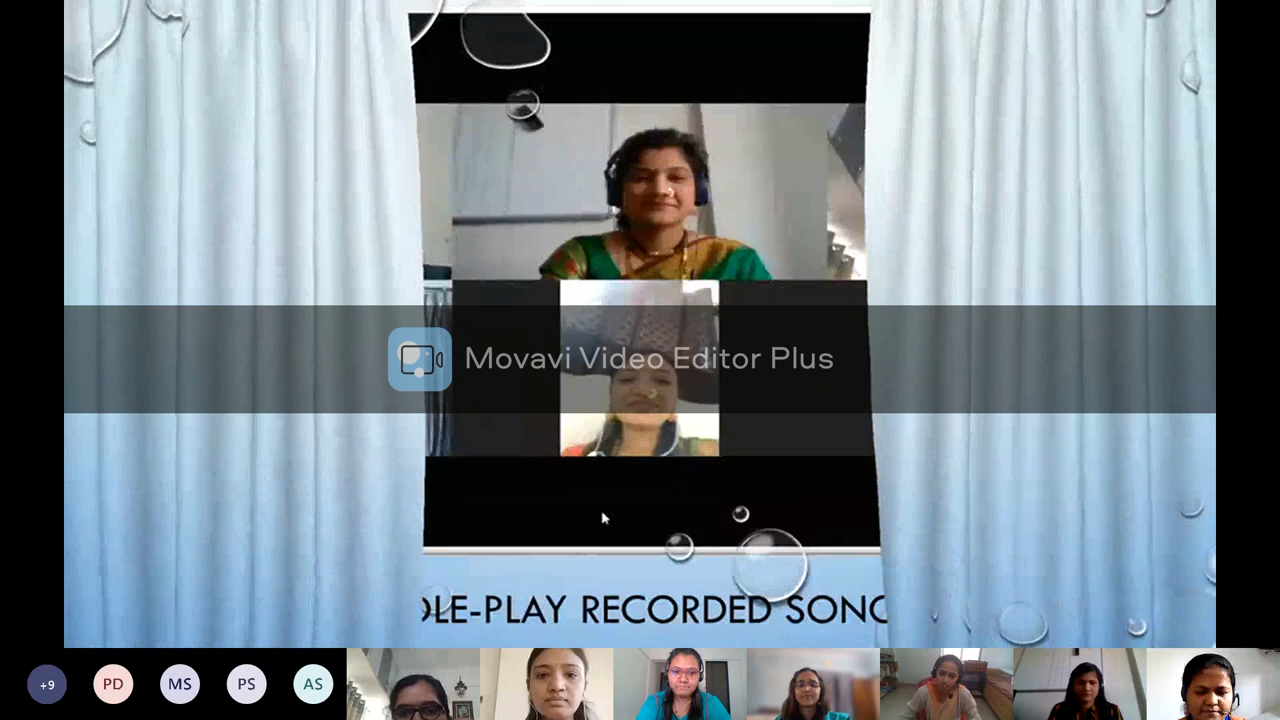 Movavi Video Editor Plus
OLE-PLAY RECORDED SONG
+9
PD
MS
PS
AS